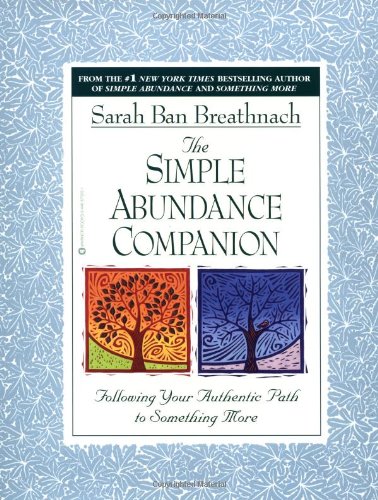 FROM THE #1 NEW YORK TIMES BESTSELLING AUTHOR
OF SIMPLE ABUNDANCE AND SOMETHING MORE
Sarah Ban Breathnach
The
SIMPLE
ABUNDANCE
COMPANION
Following Your Authentic Path
to Something More